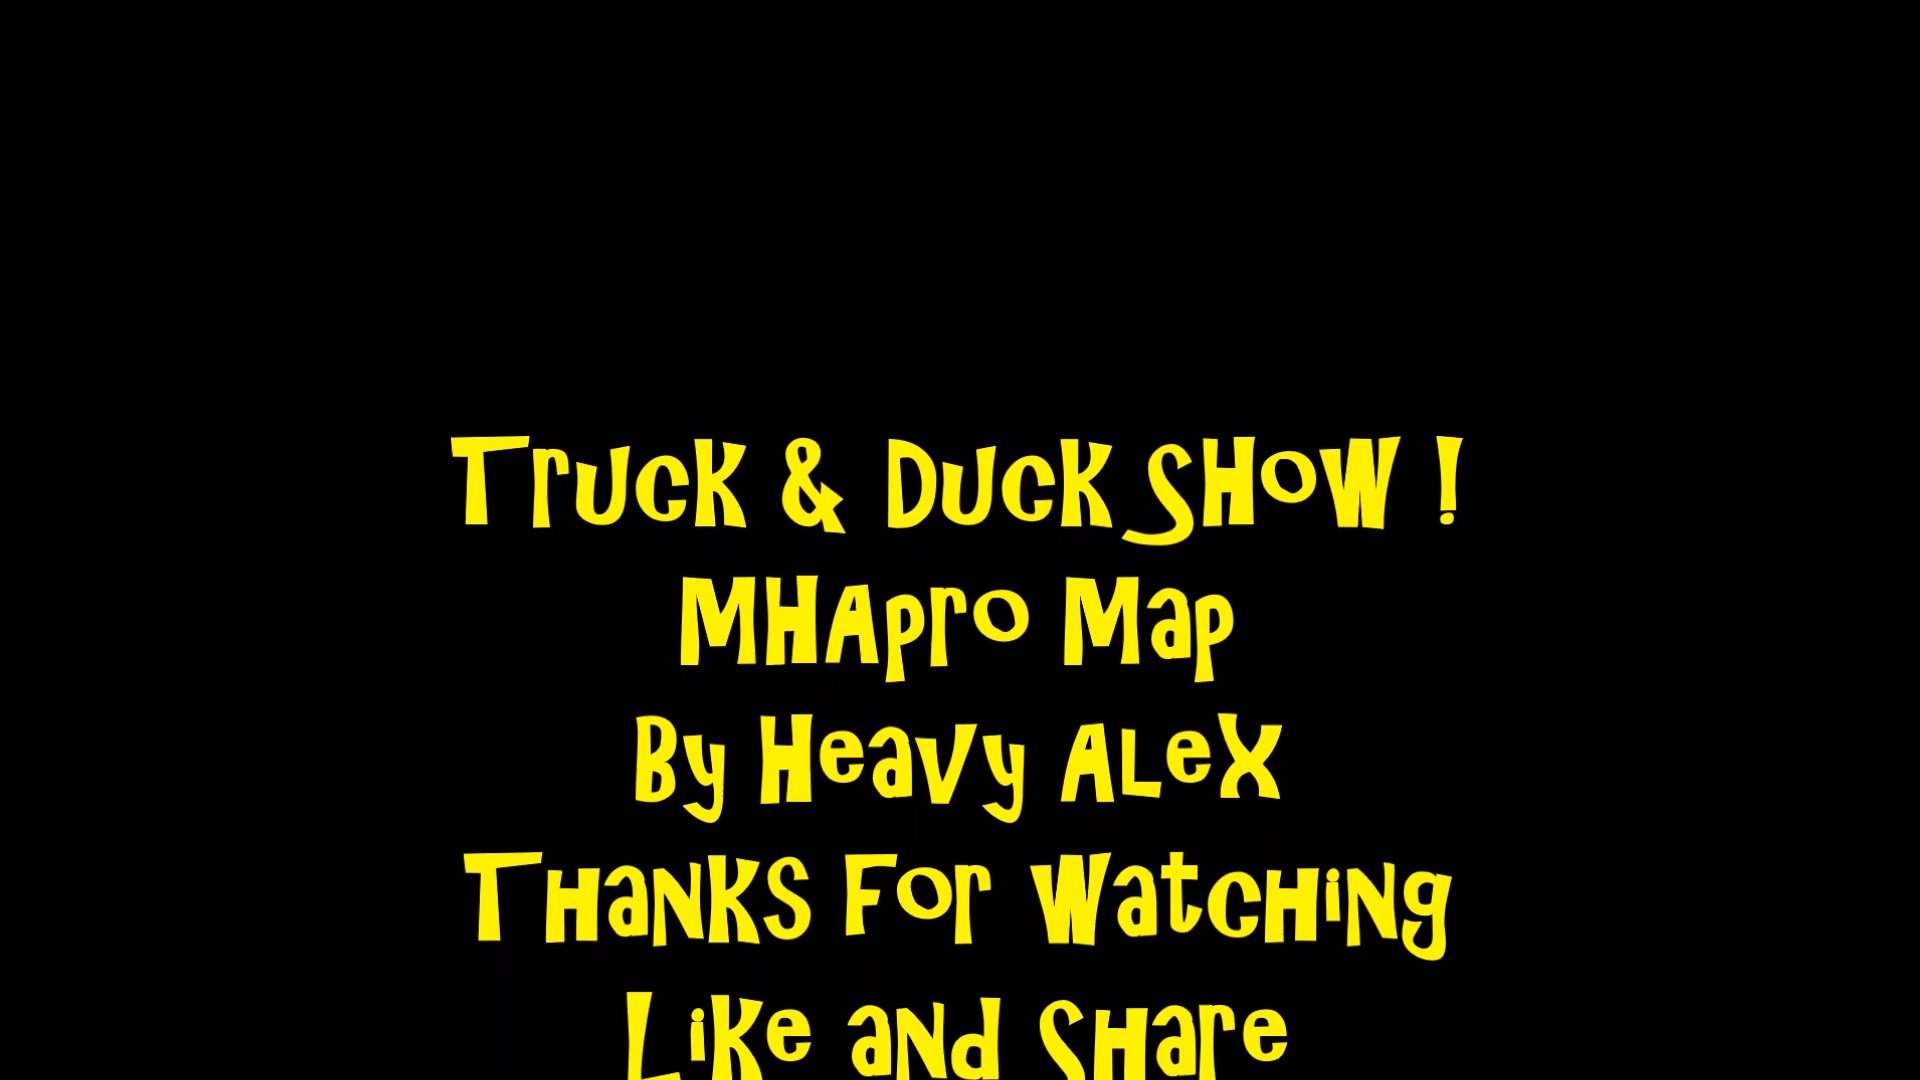 Truck & Duck Show !
MHApro Map
By Heavy Alex
Thanks For Watching
Like and Share